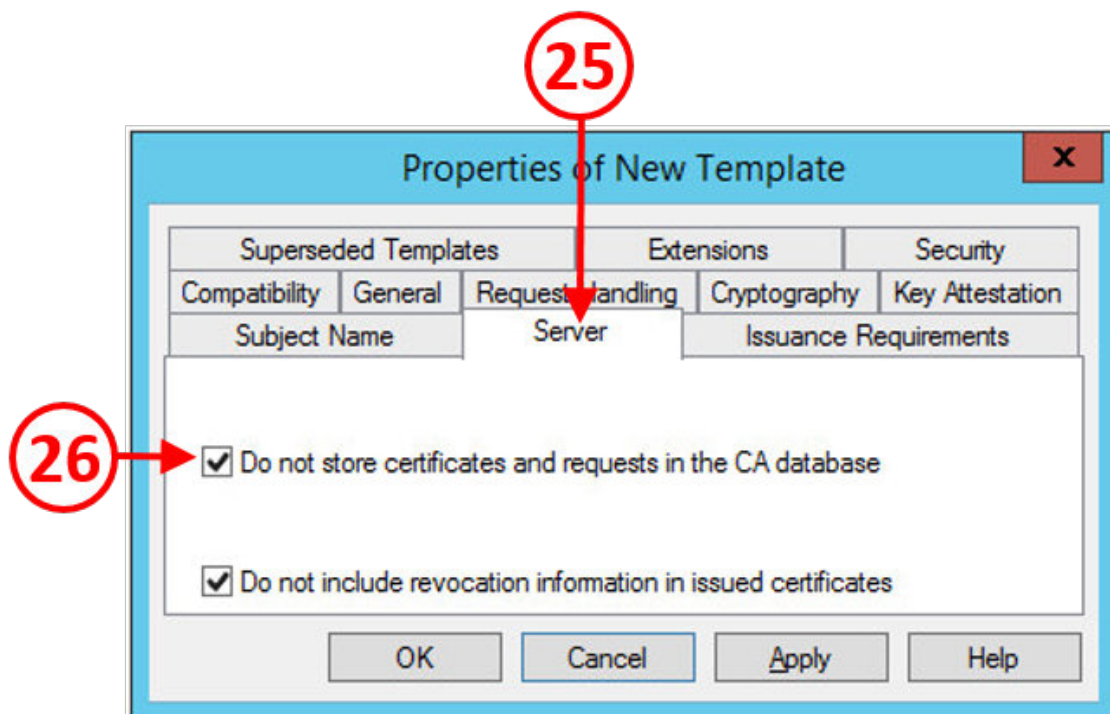 25
Properties of New Template
x
Superseded Templates Extensions Security
Compatibility General Request Handling Cryptography Key Attestation
Subject Name Server Issuance Requirements
26
Do not store certificates and requests in the CA database
Do not include revocation information in issued certificates
OK Cancel Apply Help